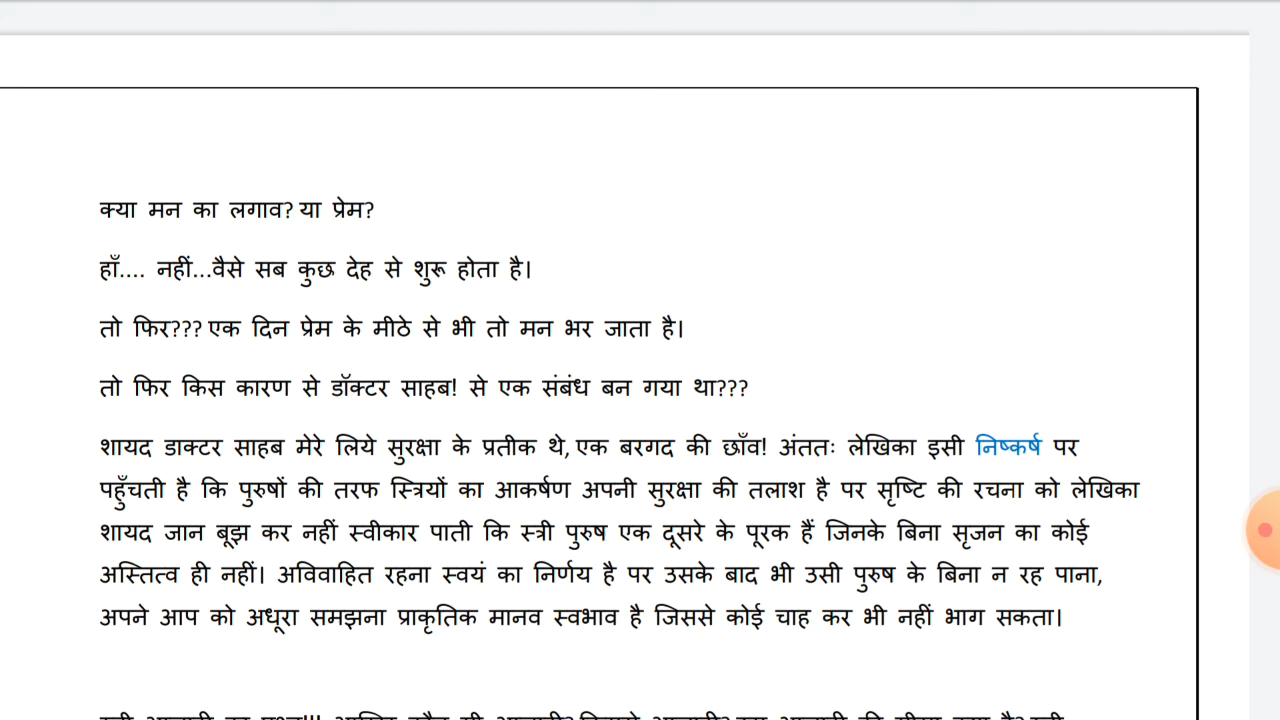 क्या मन का लगाव? या प्रेम?
हाँ.... नहीं...वैसे सब कुछ देह से शुरू होता है।
तो फिर??? एक दिन प्रेम के मीठे से भी तो मन भर जाता है।
तो फिर किस कारण से डॉक्टर साहब! से एक संबंध बन गया था???
शायद डाक्टर साहब मेरे लिये सुरक्षा के प्रतीक थे, एक बरगद की छाँव! अंततः लेखिका इसी निष्कर्ष पर
पहुँचती है कि पुरुषों की तरफ स्त्रियों का आकर्षण अपनी सुरक्षा की तलाश है पर सृष्टि की रचना को लेखिका
शायद जान बूझ कर नहीं स्वीकार पाती कि स्त्री पुरुष एक दूसरे के पूरक हैं जिनके बिना सृजन का कोई
अस्तित्व ही नहीं। अविवाहित रहना स्वयं का निर्णय है पर उसके बाद भी उसी पुरुष के बिना न रह पाना,
अपने आप को अधूरा समझना प्राकृतिक मानव स्वभाव है जिससे कोई चाह कर भी नहीं भाग सकता।